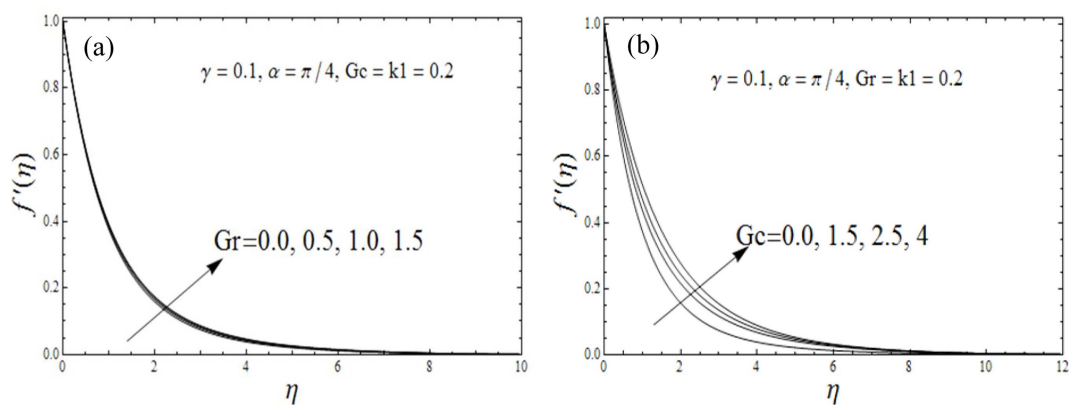 (a)
γ = 0.1, α = π / 4, Gc = k1 = 0.2
Gr=0.0, 0.5, 1.0, 1.5
f '(η)
1.0
0.8
0.6
0.4
0.2
0.0
0 2 4 6 8 10
η
(b)
γ = 0.1, α = π / 4, Gr = k1 = 0.2
Gc=0.0, 1.5, 2.5, 4
f '(η)
1.0
0.8
0.6
0.4
0.2
0.0
0 2 4 6 8 10 12
η